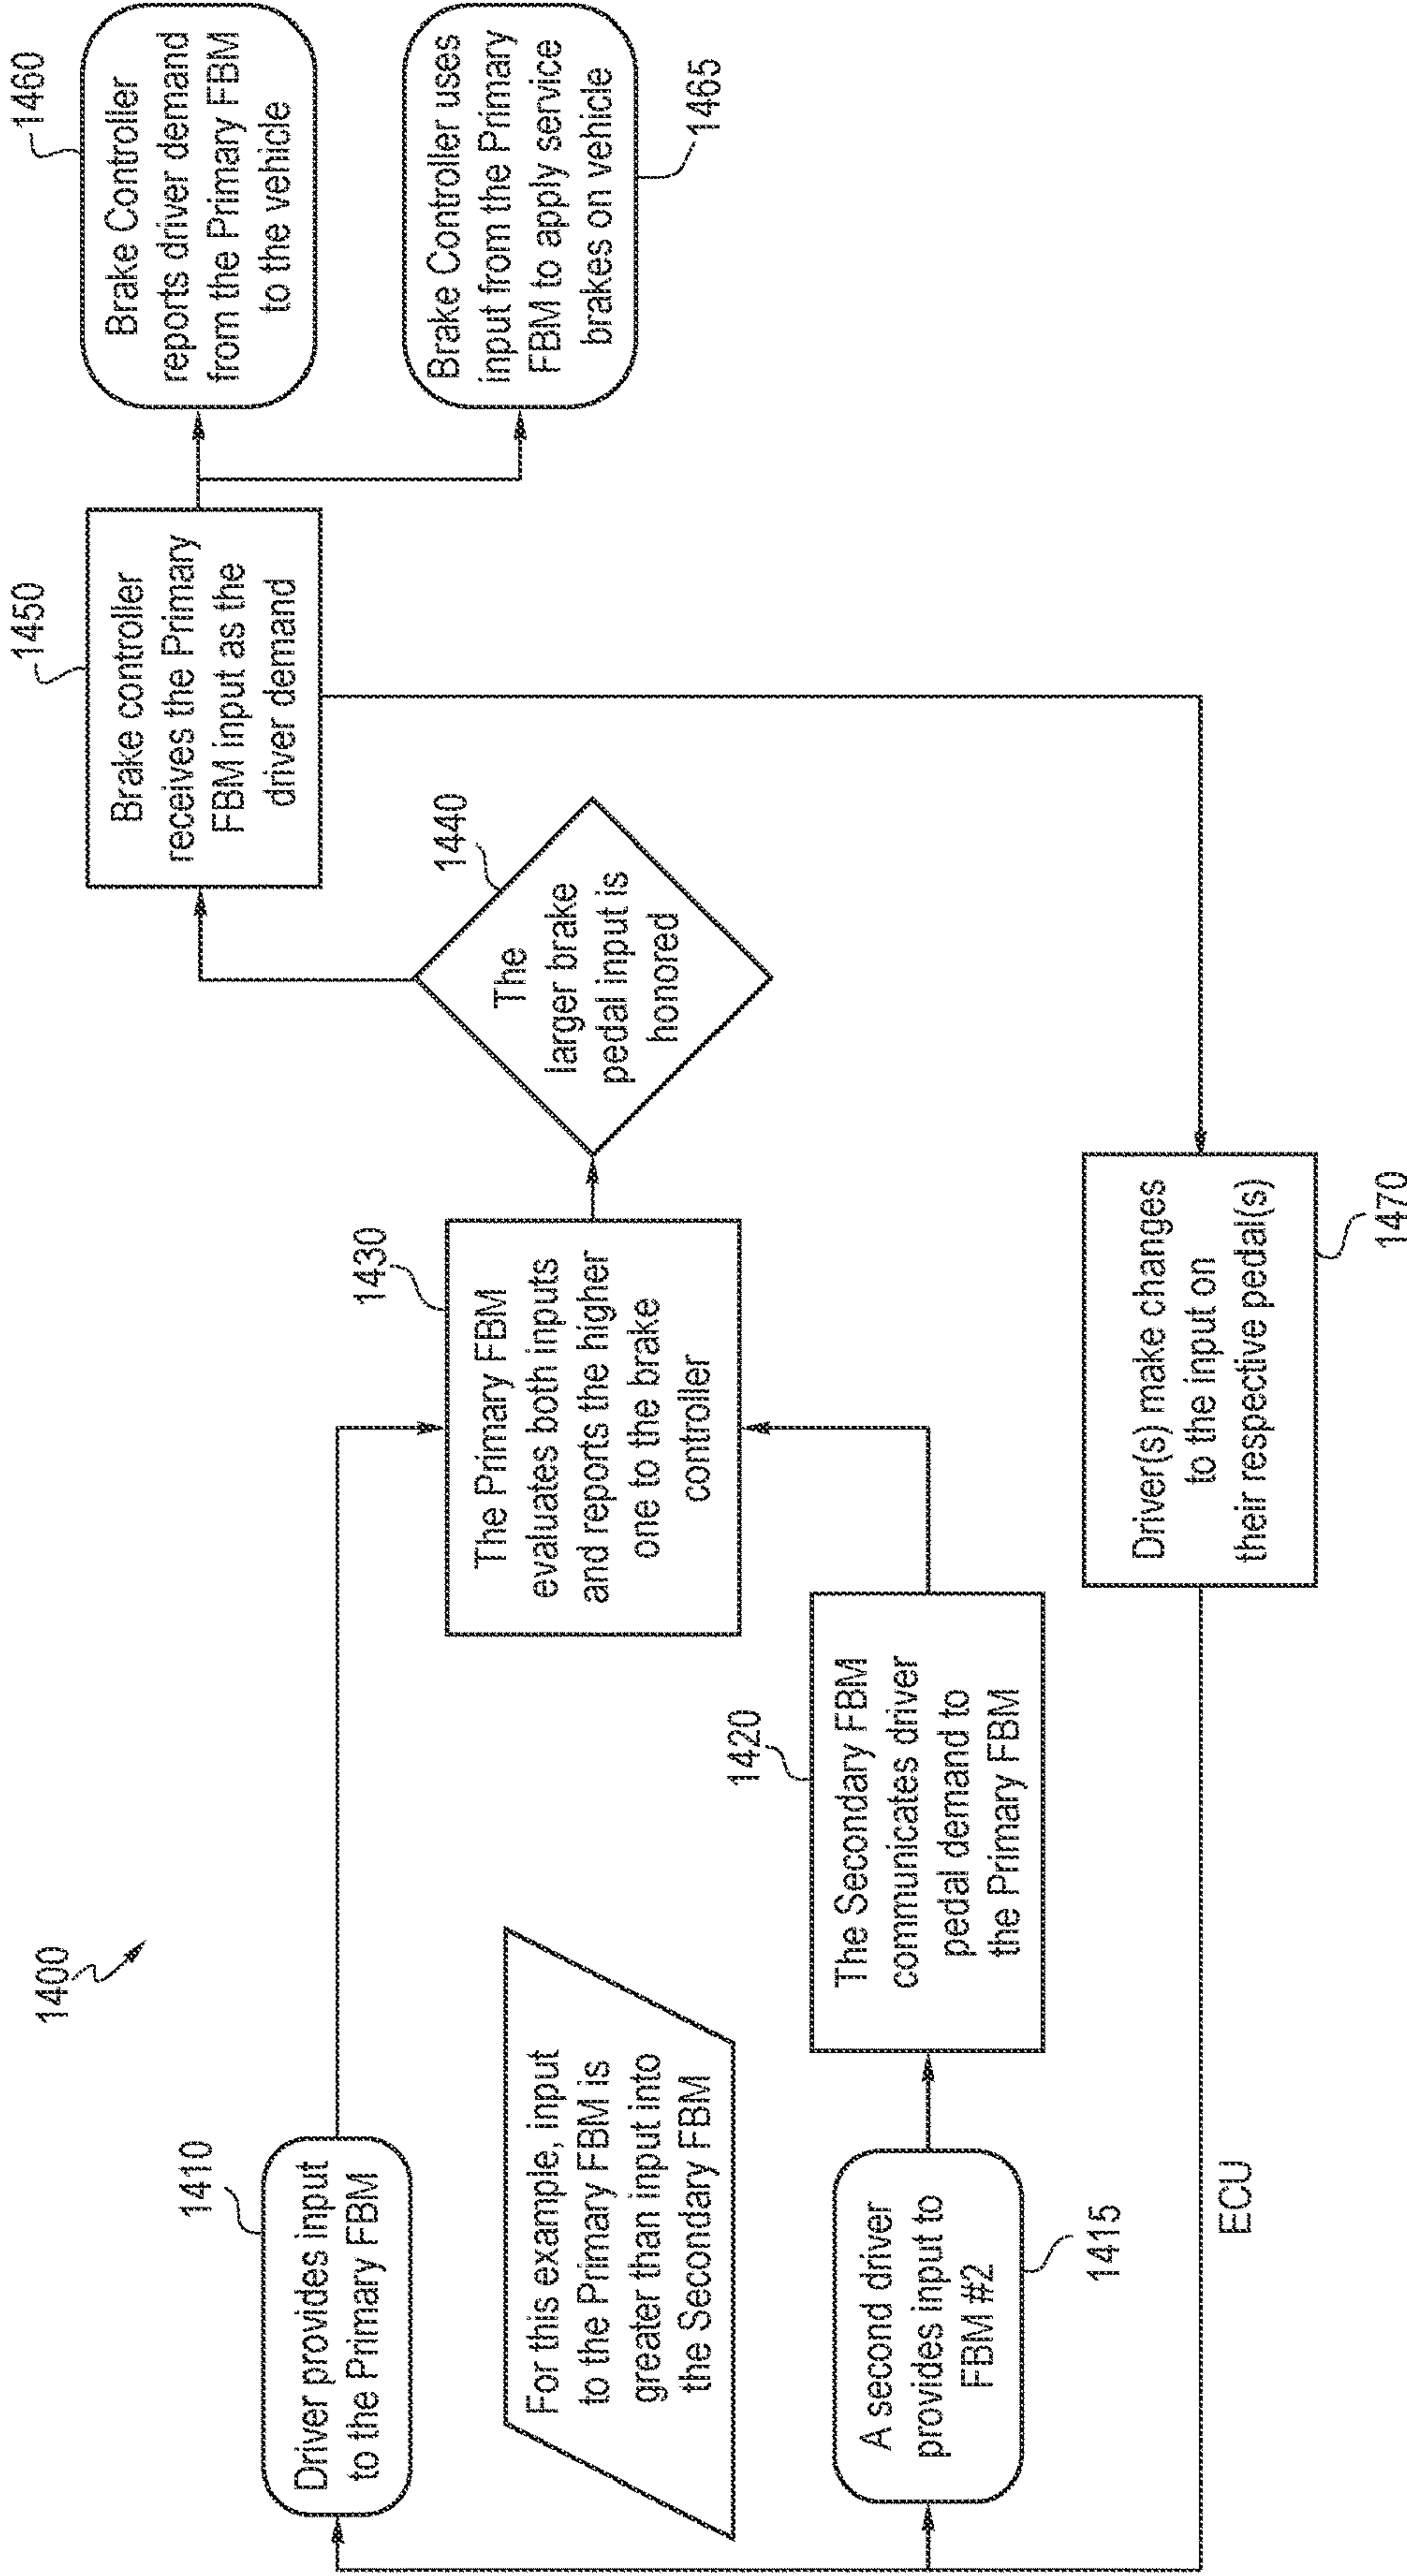 1400
1410
Driver provides input
to the Primary FBM
For this example, input
to the Primary FBM is
greater than input into
the Secondary FBM
A second driver
provides input to
FBM #2
1415
1420
The Secondary FBM
communicates driver
pedal demand to
the Primary FBM
1430
The Primary FBM
evaluates both inputs
and reports the higher
one to the brake
controller
1440
The
larger brake
pedal input is
honored
1450
Brake controller
receives the Primary
FBM input as the
driver demand
1460
Brake Controller
reports driver demand
from the Primary FBM
to the vehicle
Brake Controller uses
input from the Primary
FBM to apply service
brakes on vehicle
1465
Driver(s) make changes
to the input on
their respective pedal(s)
1470
ECU